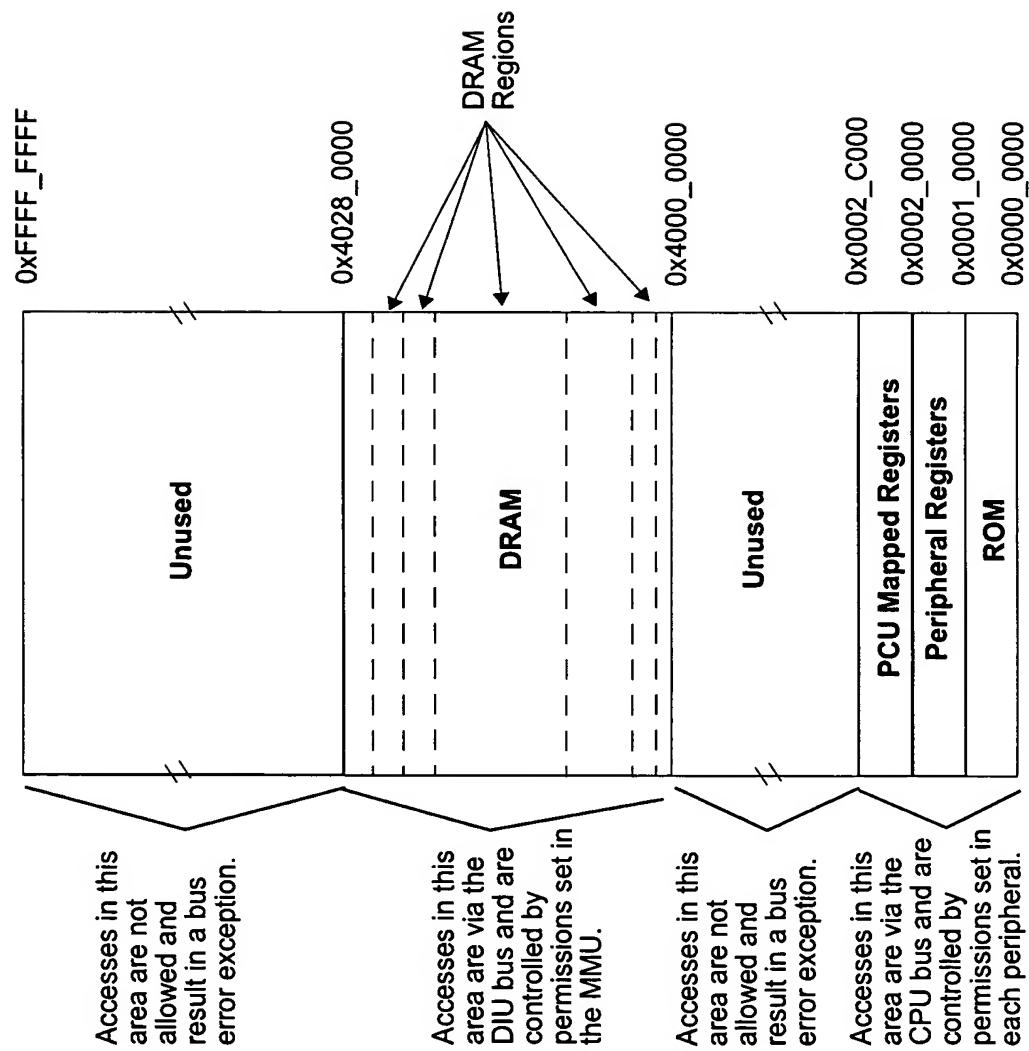 0xFFFF_FFFF
Accesses in this
area are not
allowed and
result in a bus
error exception.
Unused
0x4028_0000
DRAM
Regions
Accesses in this
area are via the
DIU bus and are
controlled by
permissions set in
the MMU.
DRAM
0x4000_0000
Accesses in this
area are not
allowed and
result in a bus
error exception.
Unused
0x0002_C000
Accesses in this
area are via the
CPU bus and are
controlled by
permissions set in
each peripheral.
PCU Mapped Registers
0x0002_0000
Peripheral Registers
0x0001_0000
ROM
0x0000_0000